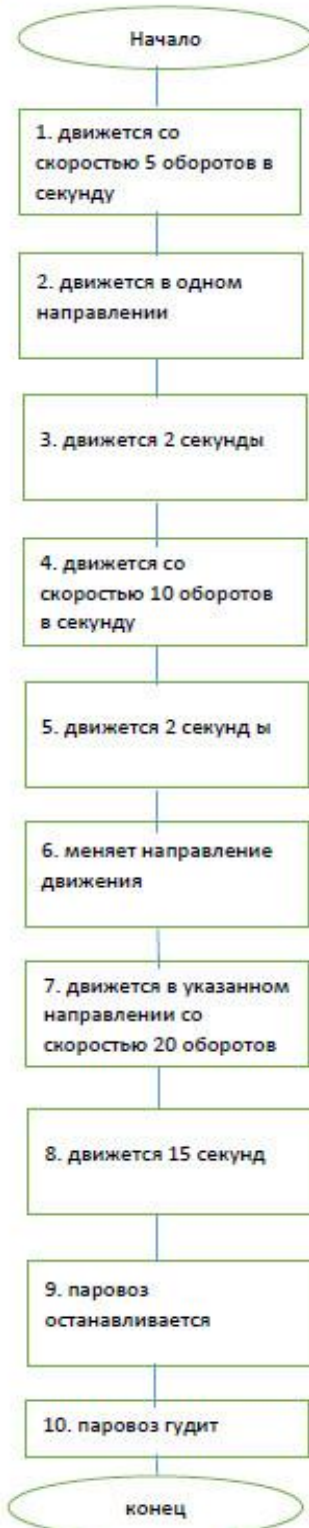 Начало
1. движется со
скоростью 5 оборотов в
секунду
2. движется в одном
направлении
3. движется 2 секунды
4. движется со
скоростью 10 оборотов
в секунду
5. движется 2 секунд ы
6. меняет направление
движения
7. движется в указанном
направлении со
скоростью 20 оборотов
8. движется 15 секунд
9. паровоз
останавливается
10. паровоз гудит
конец